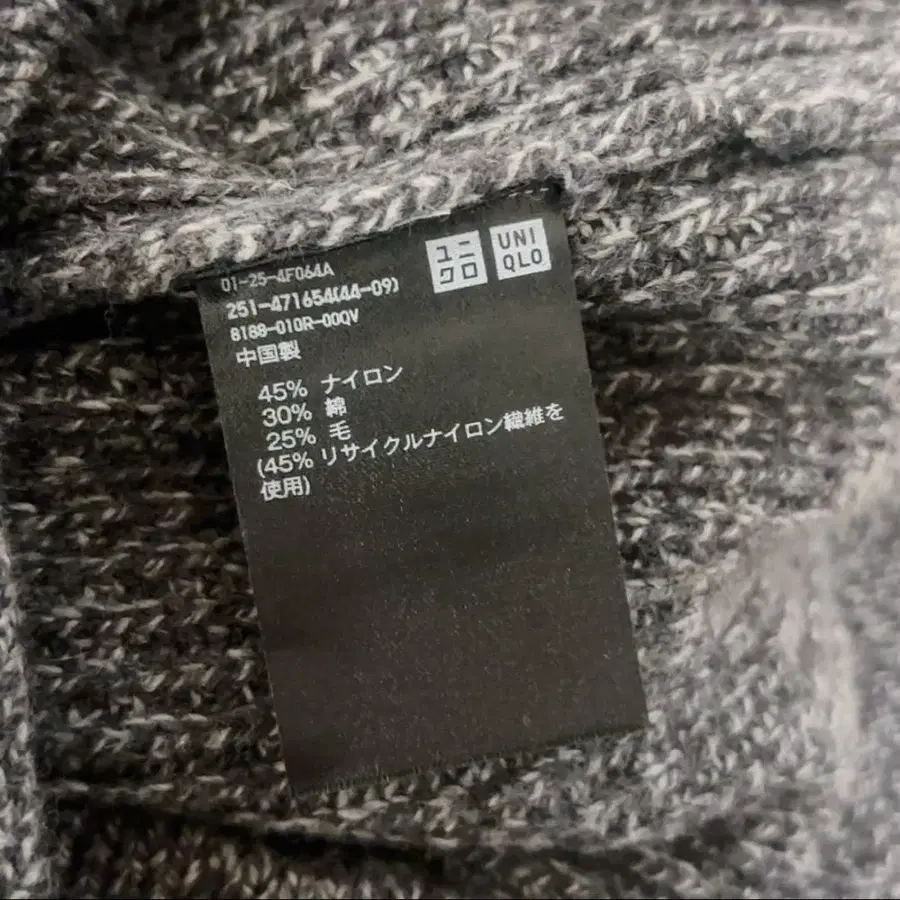 ユニ
クロ
UNI
QLO
01-25-4F064A
251-471654(44-09)
8188-010R-00QV
中国製
45% ナイロン
30% 綿
25% 毛
(45% リサイクルナイロン繊維を
使用)